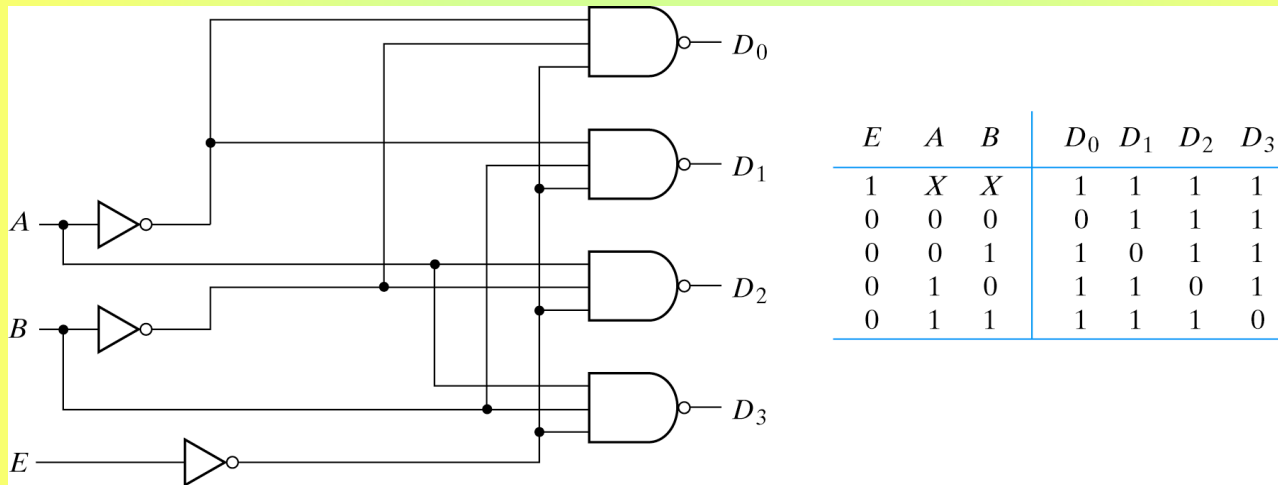 D0
D1
A
D2
B
D3
E
E A B D0 D1 D2 D3
1 X X 1 1 1 1
0 0 0 0 1 1 1
0 0 1 1 0 1 1
0 1 0 1 1 0 1
0 1 1 1 1 1 0